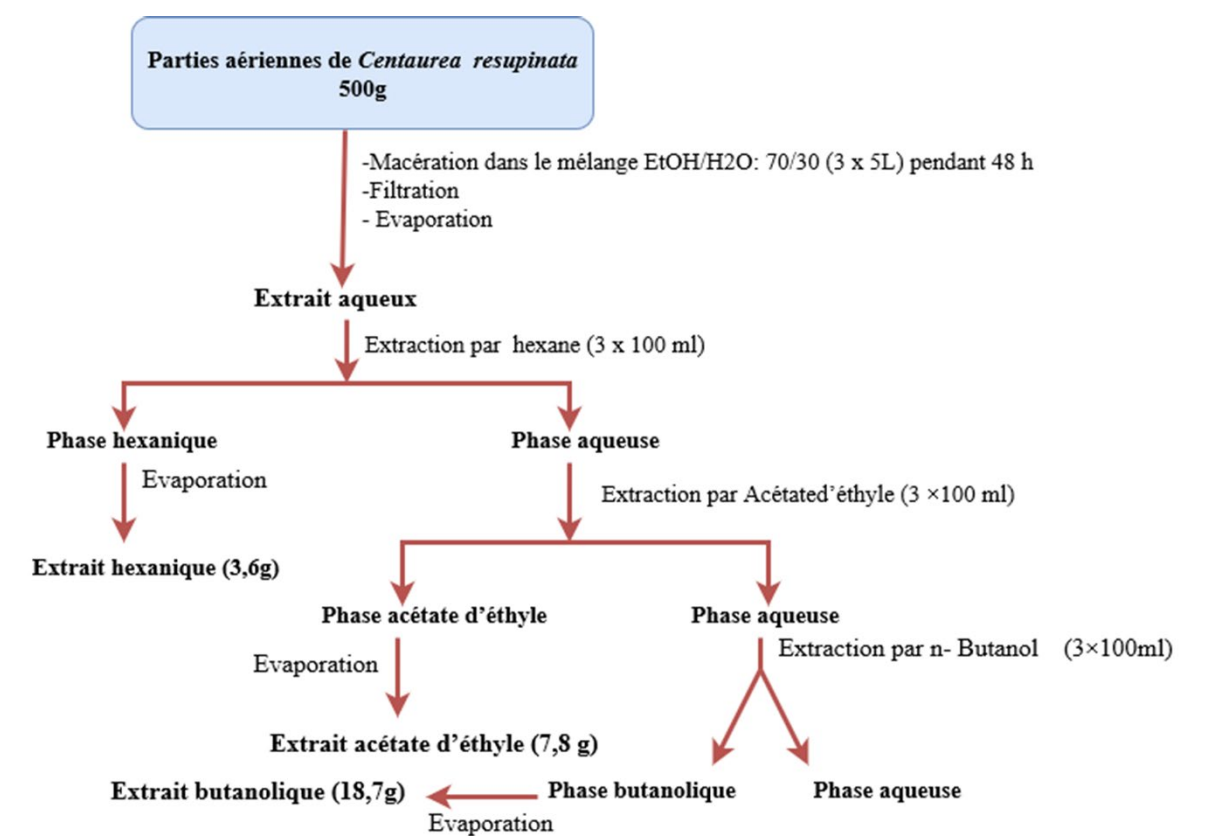 Parties aériennes de Centaurea resupinata
500g
-Macération dans le mélange EtOH/H2O: 70/30 (3 x 5L) pendant 48 h
-Filtration
- Evaporation
Extrait aqueux
Extraction par hexane (3 x 100 ml)
Phase hexanique
Phase aqueuse
Evaporation
Extraction par Acétated’éthyle (3 ×100 ml)
Extrait hexanique (3,6g)
Phase acétate d’éthyle
Phase aqueuse
Evaporation
Extraction par n- Butanol (3×100ml)
Extrait acétate d’éthyle (7,8 g)
Extrait butanolique (18,7g)
Phase butanolique
Phase aqueuse
Evaporation